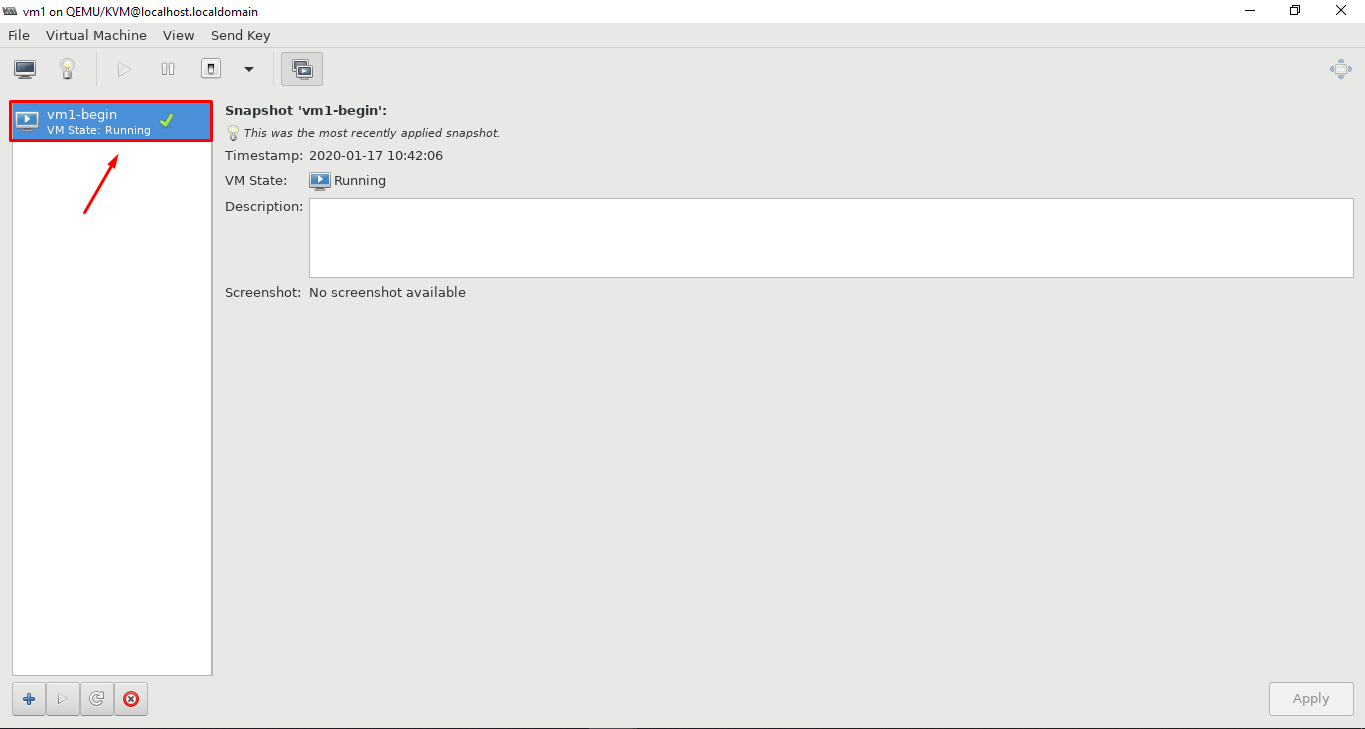 vm1 on QEMU/KVM@localhost.localdomain
File Virtual Machine View Send Key
vm1-begin
VM State: Running
Snapshot 'vm1-begin':
This was the most recently applied snapshot.
Timestamp: 2020-01-17 10:42:06
VM State: Running
Description:
Screenshot: No screenshot available
Apply